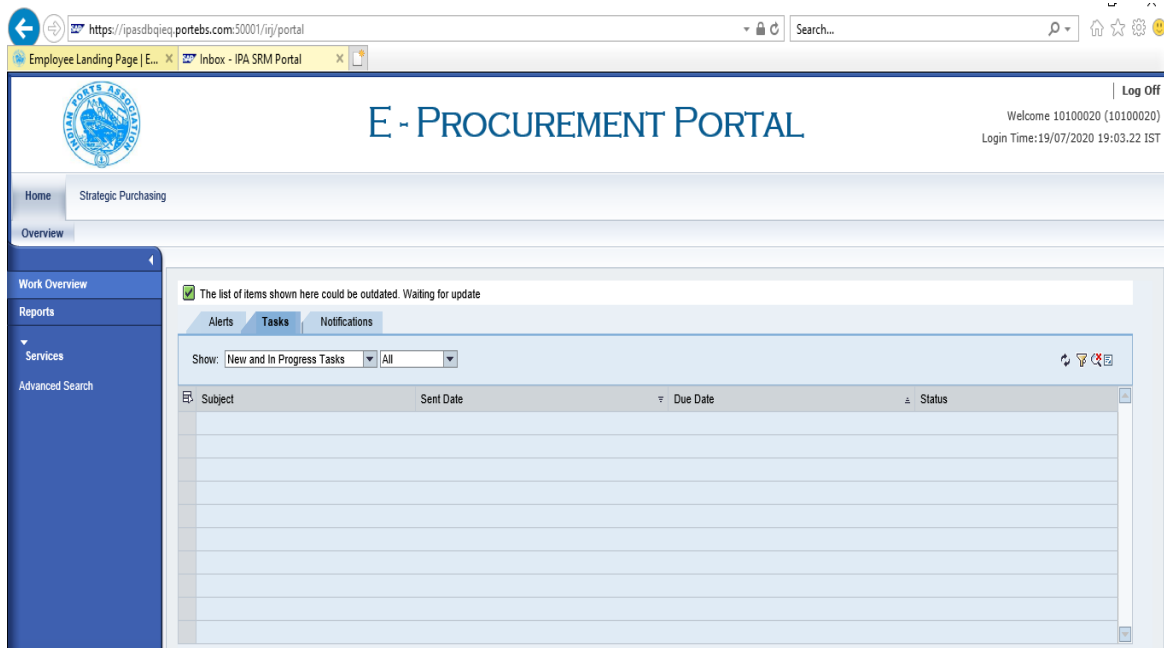 https://ipasdbqieq.portebs.com:50001/irj/portal
Search...
Employee Landing Page | E...
Inbox - IPA SRM Portal
INDIAN PORTS ASSOCIATION
E - PROCUREMENT PORTAL
Log Off
Welcome 10100020 (10100020)
Login Time:19/07/2020 19:03.22 IST
Home Strategic Purchasing
Overview
Work Overview
Reports
Services
Advanced Search
The list of items shown here could be outdated. Waiting for update
Alerts Tasks Notifications
Show: New and In Progress Tasks All
Subject Sent Date Due Date Status